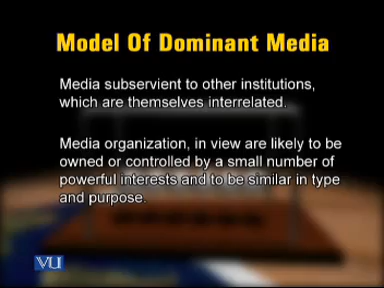 Model Of Dominant Media
Media subservient to other institutions,
which are themselves interrelated.
Media organization, in view are likely to be
owned or controlled by a small number of
powerful interests and to be similar in type
and purpose.
VU